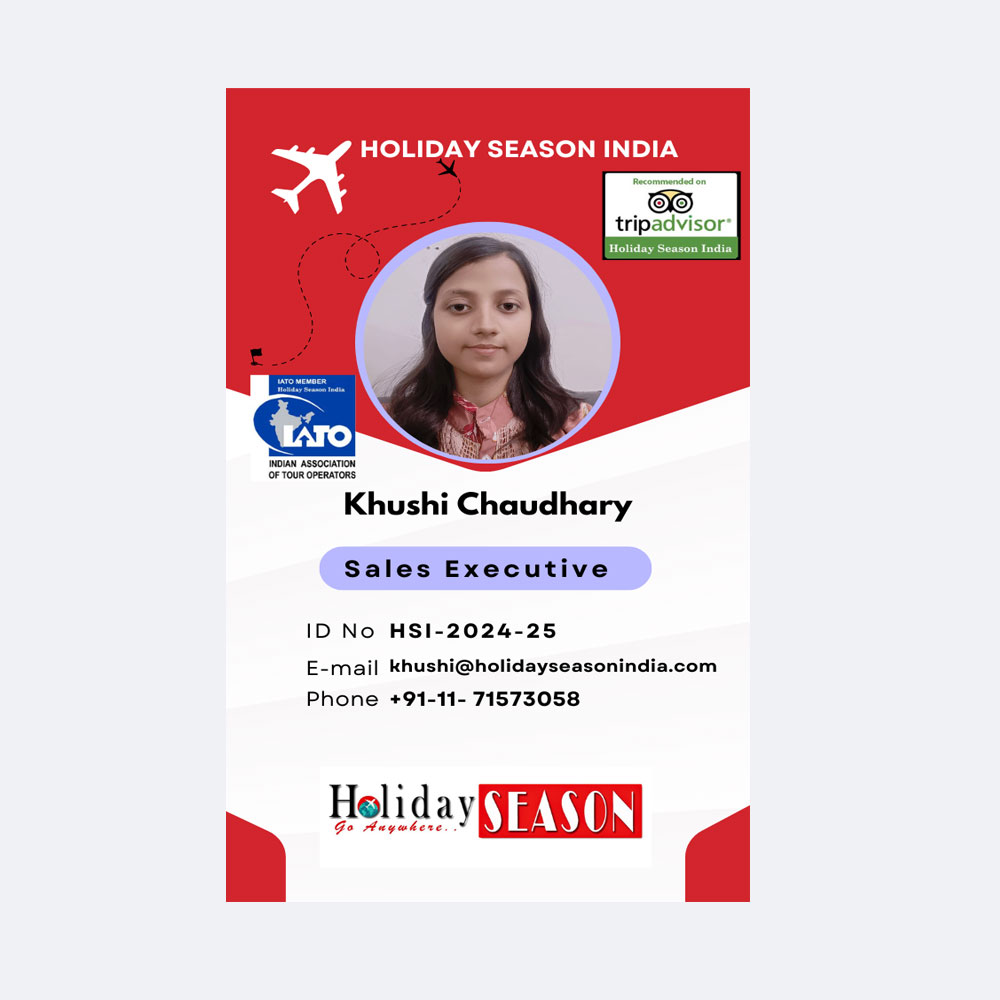 HOLIDAY SEASON INDIA
Recommended on
tripadvisor®
Holiday Season India
IATO MEMBER
Holiday Season India
IATO
INDIAN ASSOCIATION
OF TOUR OPERATORS
Khushi Chaudhary
Sales Executive
ID No HSI-2024-25
E-mail khushi@holidayseasonindia.com
Phone +91-11- 71573058
Holiday SEASON
Go Anywhere..